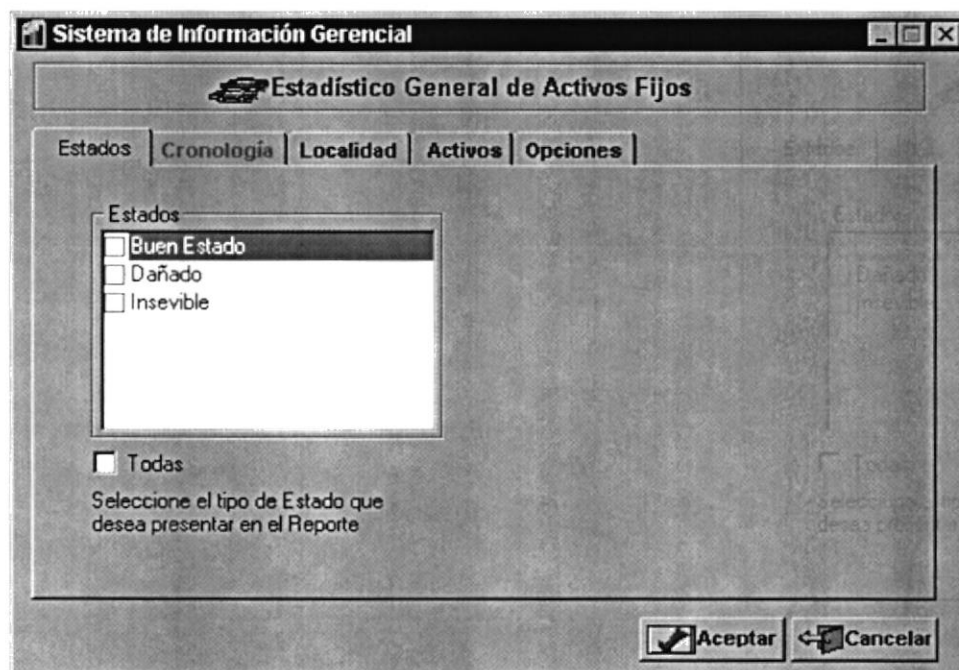 Sistema de Información Gerencial
Estadístico General de Activos Fijos
Estados Cronología Localidad Activos Opciones
Estados
Buen Estado
Dañado
Insevible
Todas
Seleccione el tipo de Estado que
desea presentar en el Reporte
Aceptar Cancelar